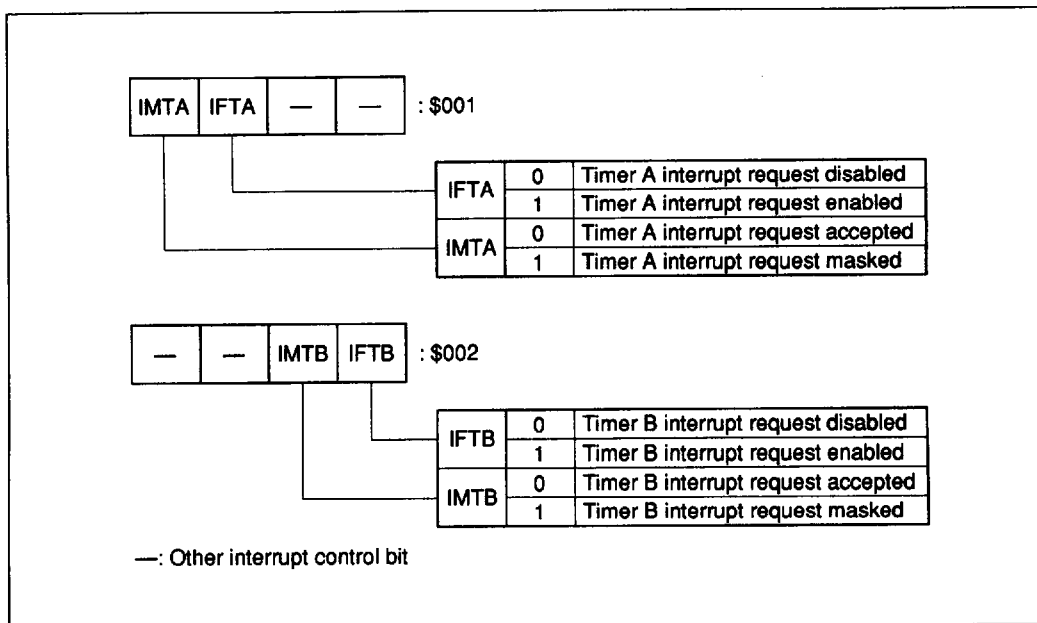 IMTA IFTA — — : $001
IFTA 0 Timer A interrupt request disabled
1 Timer A interrupt request enabled
IMTA 0 Timer A interrupt request accepted
1 Timer A interrupt request masked
— — IMTB IFTB : $002
IFTB 0 Timer B interrupt request disabled
1 Timer B interrupt request enabled
IMTB 0 Timer B interrupt request accepted
1 Timer B interrupt request masked
—: Other interrupt control bit